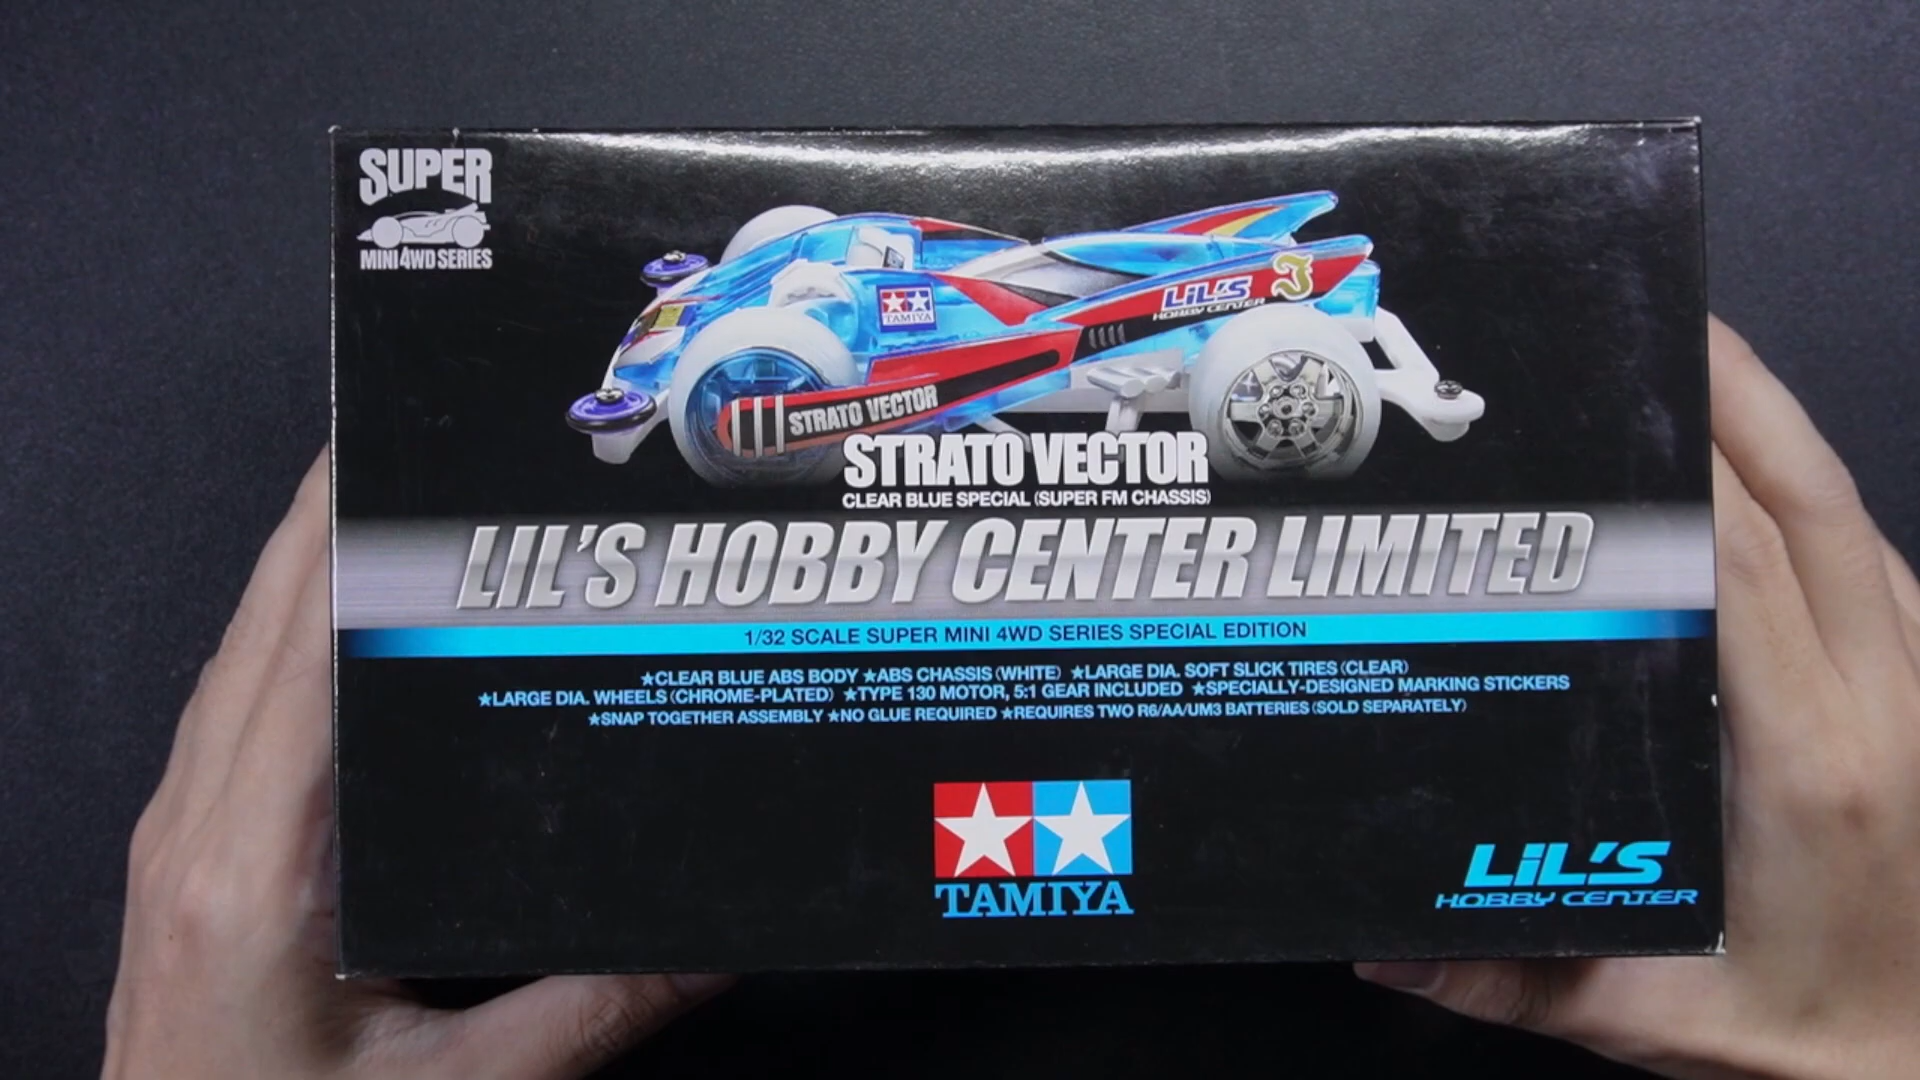 SUPER
MINI 4WD SERIES
TAMIYA
LiL'S
HOBBY CENTER
STRATO VECTOR
STRATO VECTOR
CLEAR BLUE SPECIAL (SUPER FM CHASSIS)
LIL'S HOBBY CENTER LIMITED
1/32 SCALE SUPER MINI 4WD SERIES SPECIAL EDITION
★CLEAR BLUE ABS BODY ★ABS CHASSIS (WHITE) ★LARGE DIA. SOFT SLICK TIRES (CLEAR)
★LARGE DIA. WHEELS (CHROME-PLATED) ★TYPE 130 MOTOR, 5:1 GEAR INCLUDED ★SPECIALLY-DESIGNED MARKING STICKERS
★SNAP TOGETHER ASSEMBLY ★NO GLUE REQUIRED ★REQUIRES TWO R6/AA/UM3 BATTERIES (SOLD SEPARATELY)
TAMIYA
LiL'S
HOBBY CENTER